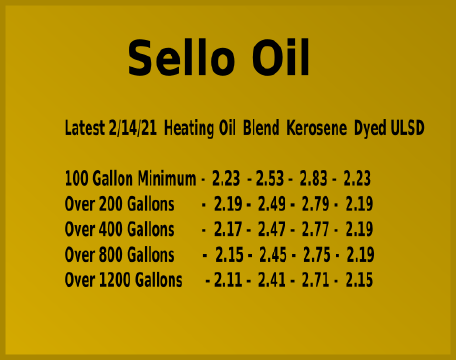 Sello Oil
Latest 2/14/21 Heating Oil Blend Kerosene Dyed ULSD
100 Gallon Minimum - 2.23 - 2.53 - 2.83 - 2.23
Over 200 Gallons - 2.19 - 2.49 - 2.79 - 2.19
Over 400 Gallons - 2.17 - 2.47 - 2.77 - 2.19
Over 800 Gallons - 2.15 - 2.45 - 2.75 - 2.19
Over 1200 Gallons - 2.11 - 2.41 - 2.71 - 2.15